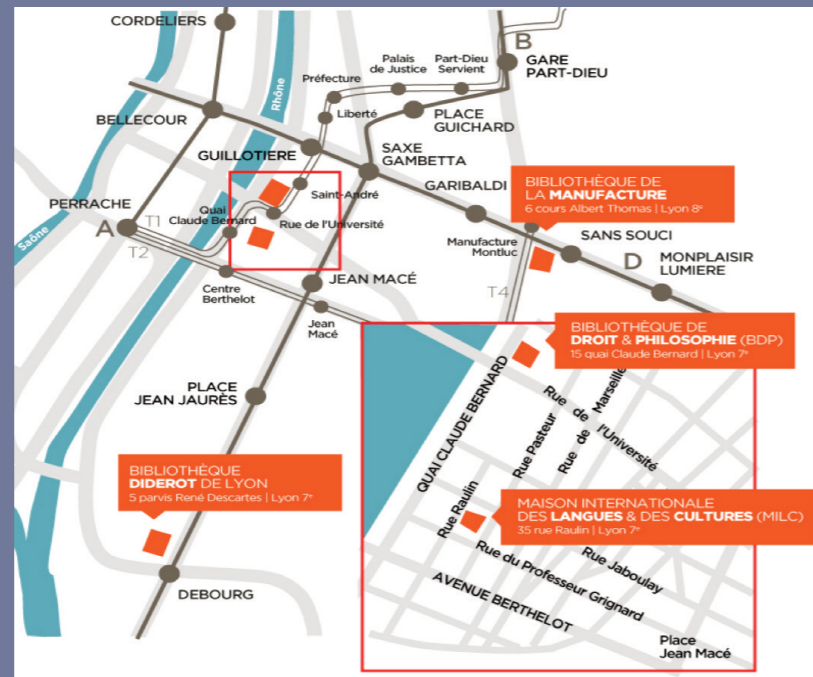 CORDELIERS
B
GARE
PART-DIEU
Palais
de Justice
Part-Dieu
Servient
Préfecture
Rhône
Liberté
PLACE
GUICHARD
BELLECOUR
GUILLOTIERE
SAXE
GAMBETTA
BIBLIOTHÈQUE DE
LA MANUFACTURE
6 cours Albert Thomas | Lyon 8e
GARIBALDI
Saint-André
PERRACHE
A
T1
T2
Saône
Quai
Claude Bernard
Rue de l'Université
Manufacture
Montluc
SANS SOUCI
D
MONPLAISIR
LUMIERE
T4
JEAN MACÉ
Centre
Berthelot
Jean
Macé
BIBLIOTHÈQUE DE
DROIT & PHILOSOPHIE (BDP)
15 quai Claude Bernard | Lyon 7e
PLACE
JEAN JAURÈS
QUAI CLAUDE BERNARD
Rue Pasteur
Rue de Marseille
Rue de l'Université
BIBLIOTHÈQUE
DIDEROT DE LYON
5 parvis René Descartes | Lyon 7e
Rue Raulin
MAISON INTERNATIONALE
DES LANGUES & DES CULTURES (MILC)
35 rue Raulin | Lyon 7e
Rue Jaboulay
Rue du Professeur Grignard
AVENUE BERTHELOT
DEBOURG
Place
Jean Macé